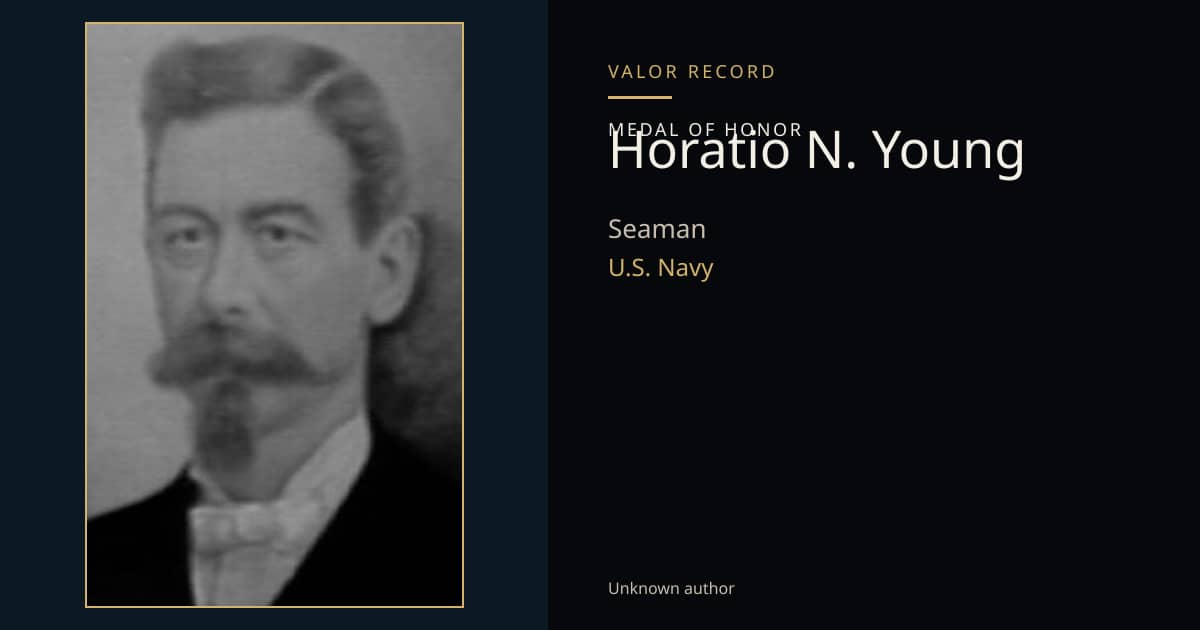 VALOR RECORD
MEDAL OF HONOR
Horatio N. Young
Seaman
U.S. Navy
Unknown author